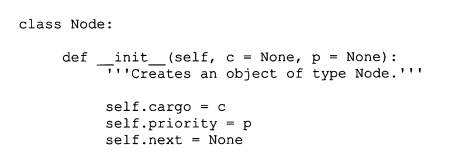 class Node:
def __init__(self, c = None, p = None):
'''Creates an object of type Node.'''
self.cargo = c
self.priority = p
self.next = None